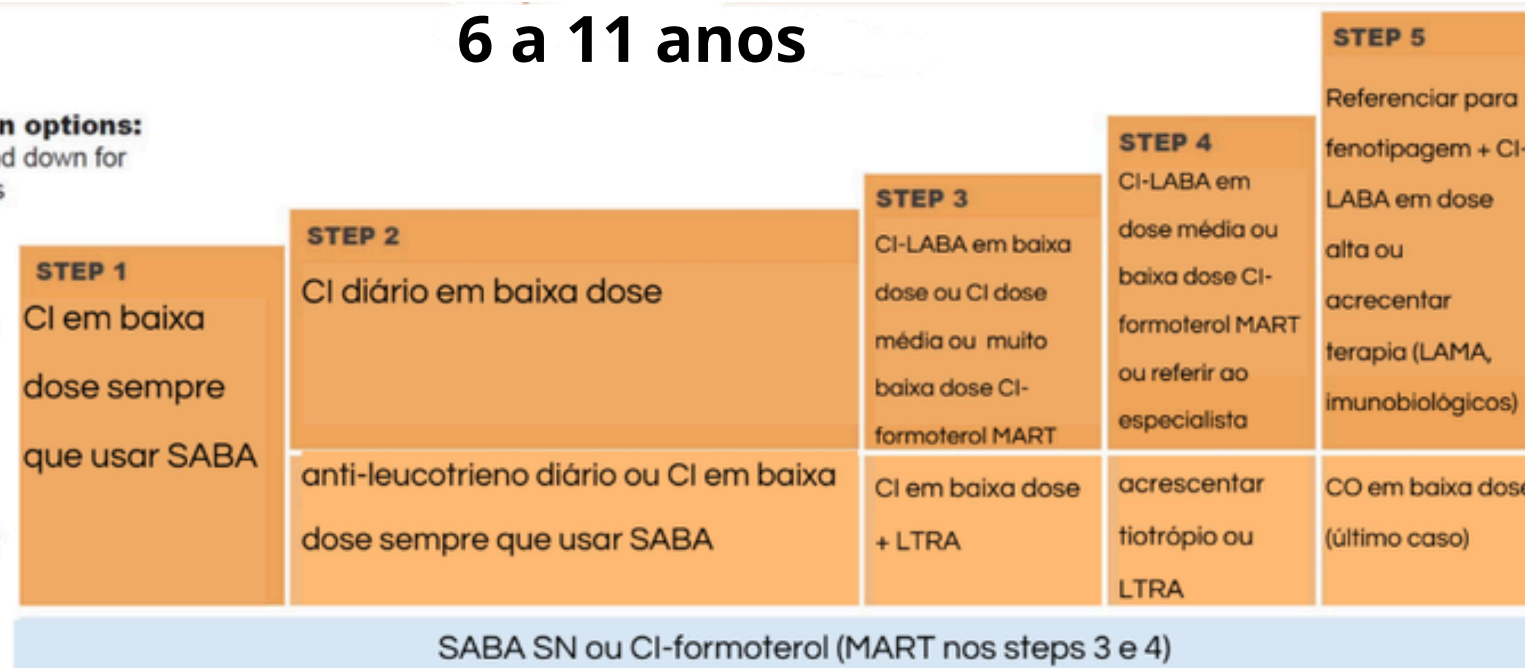 6 a 11 anos
n options:
d down for
s
STEP 1
CI em baixa
dose sempre
que usar SABA
STEP 2
CI diário em baixa dose
anti-leucotrieno diário ou CI em baixa
dose sempre que usar SABA
STEP 3
CI-LABA em baixa
dose ou CI dose
média ou muito
baixa dose CI-
formoterol MART
CI em baixa dose
+ LTRA
STEP 4
CI-LABA em
dose média ou
baixa dose CI-
formoterol MART
ou referir ao
especialista
acrescentar
tiotrópio ou
LTRA
STEP 5
Referenciar para
fenotipagem + CI-
LABA em dose
alta ou
acrecentar
terapia (LAMA,
imunobiológicos)
CO em baixa dose
(último caso)
SABA SN ou CI-formoterol (MART nos steps 3 e 4)